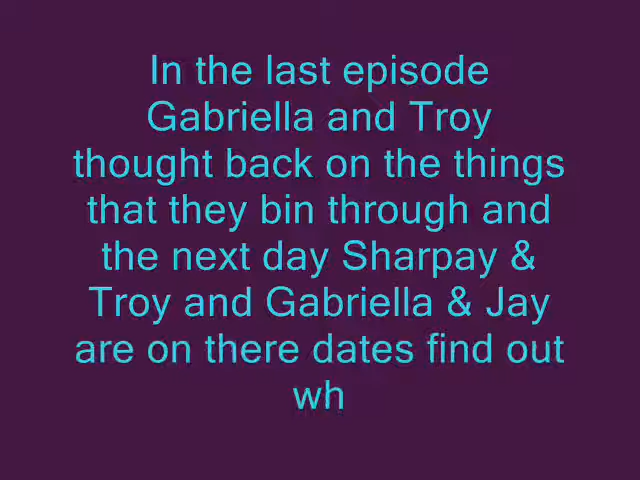 In the last episode
Gabriella and Troy
thought back on the things
that they bin through and
the next day Sharpay &
Troy and Gabriella & Jay
are on there dates find out
wh